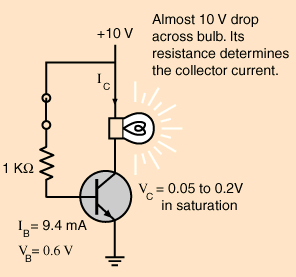 Almost 10 V drop
across bulb. Its
resistance determines
the collector current.
+10 V
I C
1 KΩ
V C = 0.05 to 0.2V
in saturation
I B = 9.4 mA
V B = 0.6 V